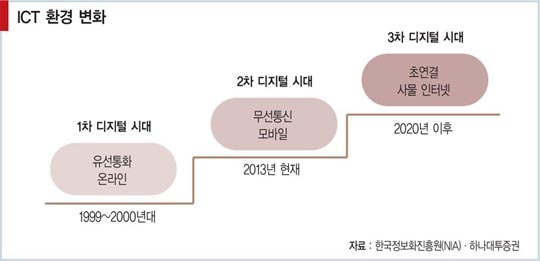 ICT 환경 변화
1차 디지털 시대
유선통화
온라인
1999~2000년대
2차 디지털 시대
무선통신
모바일
2013년 현재
3차 디지털 시대
초연결
사물 인터넷
2020년 이후
자료 : 한국정보화진흥원(NIA)·하나대투증권